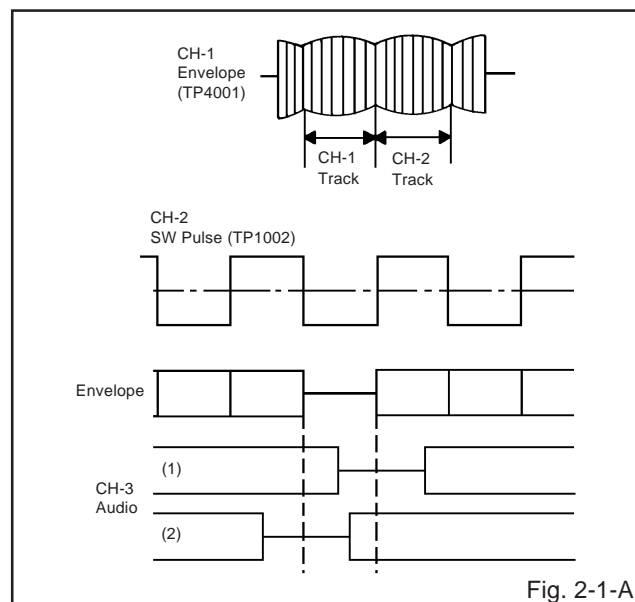 CH-1
Envelope
(TP4001)
CH-1
Track
CH-2
Track
CH-2
SW Pulse (TP1002)
Envelope
(1)
CH-3
Audio
(2)
Fig. 2-1-A